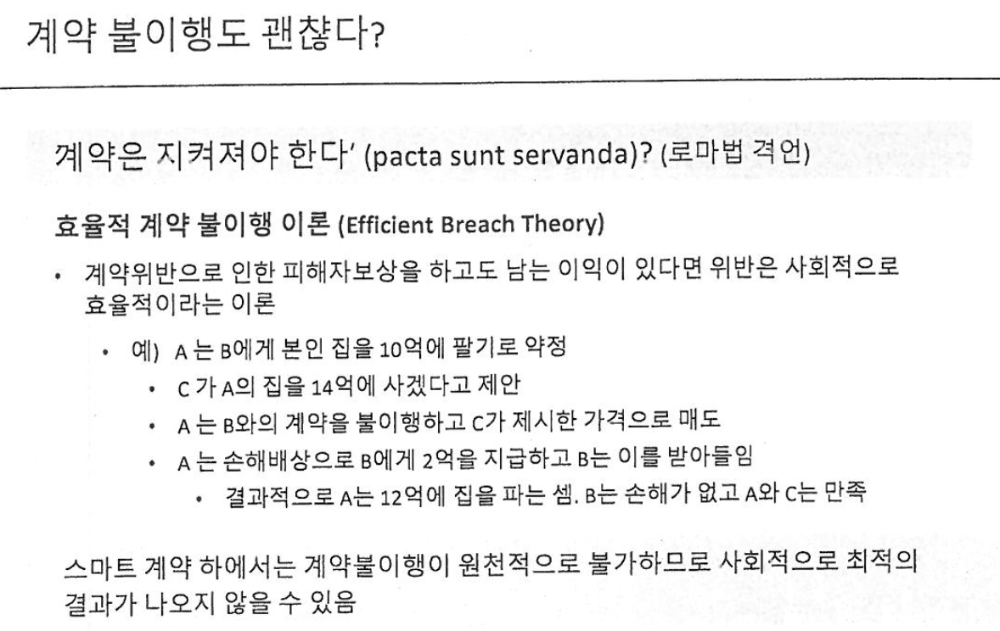 계약 불이행도 괜찮다?
계약은 지켜져야 한다' (pacta sunt servanda)? (로마법 격언)
효율적 계약 불이행 이론 (Efficient Breach Theory)
• 계약위반으로 인한 피해자보상을 하고도 남는 이익이 있다면 위반은 사회적으로
효율적이라는 이론
• 예) A 는 B에게 본인 집을 10억에 팔기로 약정
• C 가 A의 집을 14억에 사겠다고 제안
• A 는 B와의 계약을 불이행하고 C가 제시한 가격으로 매도
• A 는 손해배상으로 B에게 2억을 지급하고 B는 이를 받아들임
• 결과적으로 A는 12억에 집을 파는 셈. B는 손해가 없고 A와 C는 만족
스마트 계약 하에서는 계약불이행이 원천적으로 불가하므로 사회적으로 최적의
결과가 나오지 않을 수 있음